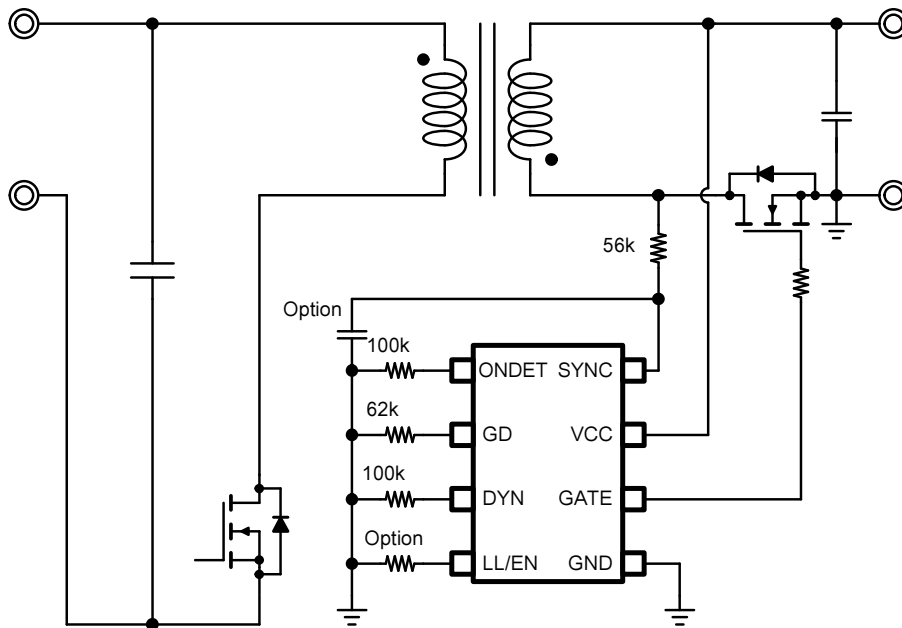 56k
Option
100k
ONDET SYNC
62k
GD VCC
100k
DYN GATE
Option
LL/EN GND